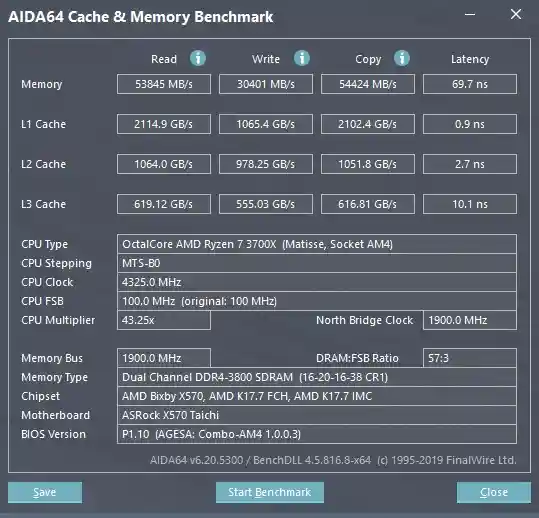 AIDA64 Cache & Memory Benchmark
Read Write Copy Latency
Memory 53845 MB/s 30401 MB/s 54424 MB/s 69.7 ns
L1 Cache 2114.9 GB/s 1065.4 GB/s 2102.4 GB/s 0.9 ns
L2 Cache 1064.0 GB/s 978.25 GB/s 1051.8 GB/s 2.7 ns
L3 Cache 619.12 GB/s 555.03 GB/s 616.81 GB/s 10.1 ns
CPU Type OctalCore AMD Ryzen 7 3700X (Matisse, Socket AM4)
CPU Stepping MTS-B0
CPU Clock 4325.0 MHz
CPU FSB 100.0 MHz (original: 100 MHz)
CPU Multiplier 43.25x North Bridge Clock 1900.0 MHz
Memory Bus 1900.0 MHz DRAM:FSB Ratio 57:3
Memory Type Dual Channel DDR4-3800 SDRAM (16-20-16-38 CR1)
Chipset AMD Bixby X570, AMD K17.7 FCH, AMD K17.7 IMC
Motherboard ASRock X570 Taichi
BIOS Version P1.10 (AGESA: Combo-AM4 1.0.0.3)
AIDA64 v6.20.5300 / BenchDLL 4.5.816.8-x64 (c) 1995-2019 FinalWire Ltd.
Save Start Benchmark Close